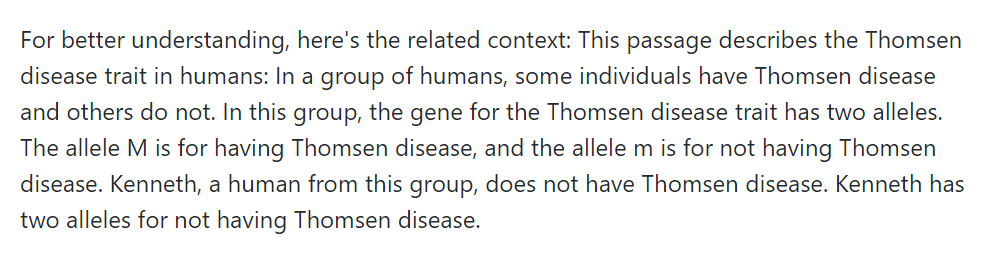 For better understanding, here's the related context: This passage describes the Thomsen
disease trait in humans: In a group of humans, some individuals have Thomsen disease
and others do not. In this group, the gene for the Thomsen disease trait has two alleles.
The allele M is for having Thomsen disease, and the allele m is for not having Thomsen
disease. Kenneth, a human from this group, does not have Thomsen disease. Kenneth has
two alleles for not having Thomsen disease.